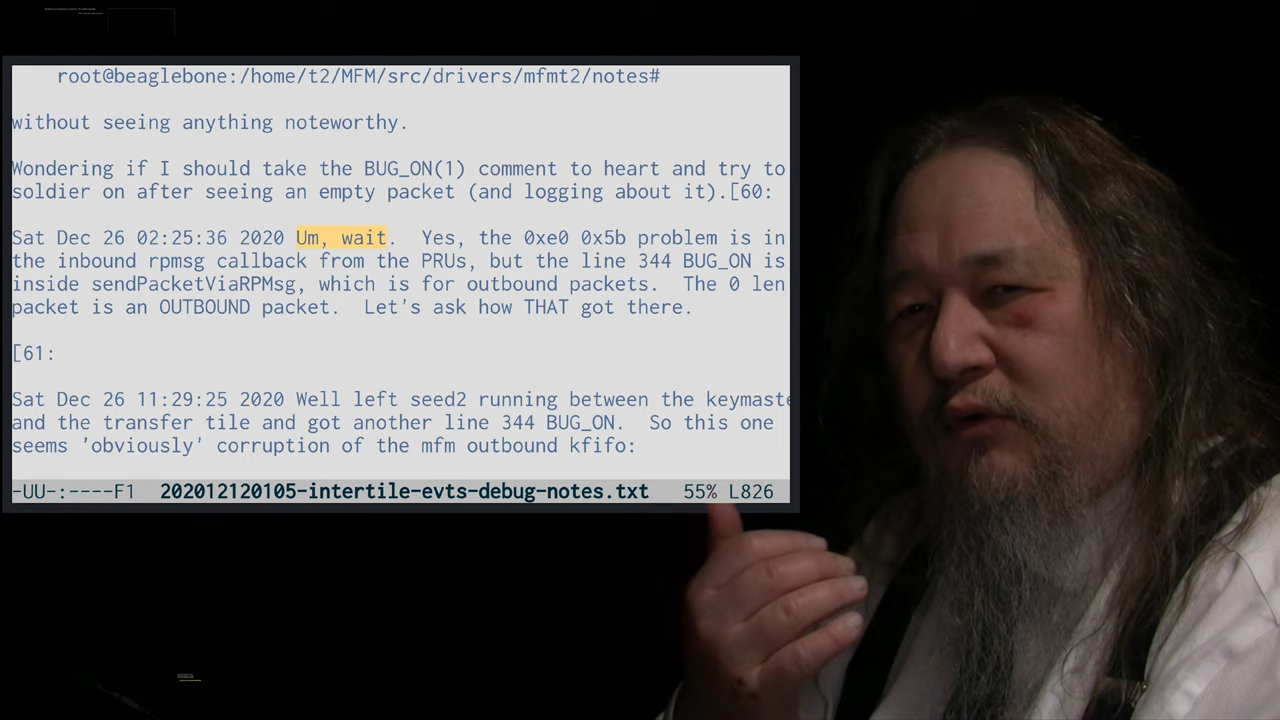 root@beaglebone:/home/t2/MFM/src/drivers/mfmt2/notes#
without seeing anything noteworthy.
Wondering if I should take the BUG_ON(1) comment to heart and try to
soldier on after seeing an empty packet (and logging about it).[60:
Sat Dec 26 02:25:36 2020 Um, wait.  Yes, the 0xe0 0x5b problem is in
the inbound rpmsg callback from the PRUs, but the line 344 BUG_ON is
inside sendPacketViaRPMsg, which is for outbound packets.  The 0 len
packet is an OUTBOUND packet.  Let's ask how THAT got there.
[61:
Sat Dec 26 11:29:25 2020 Well left seed2 running between the keymaste
and the transfer tile and got another line 344 BUG_ON.  So this one
seems 'obviously' corruption of the mfm outbound kfifo:
-UU-:----F1  202012120105-intertile-evts-debug-notes.txt   55% L826